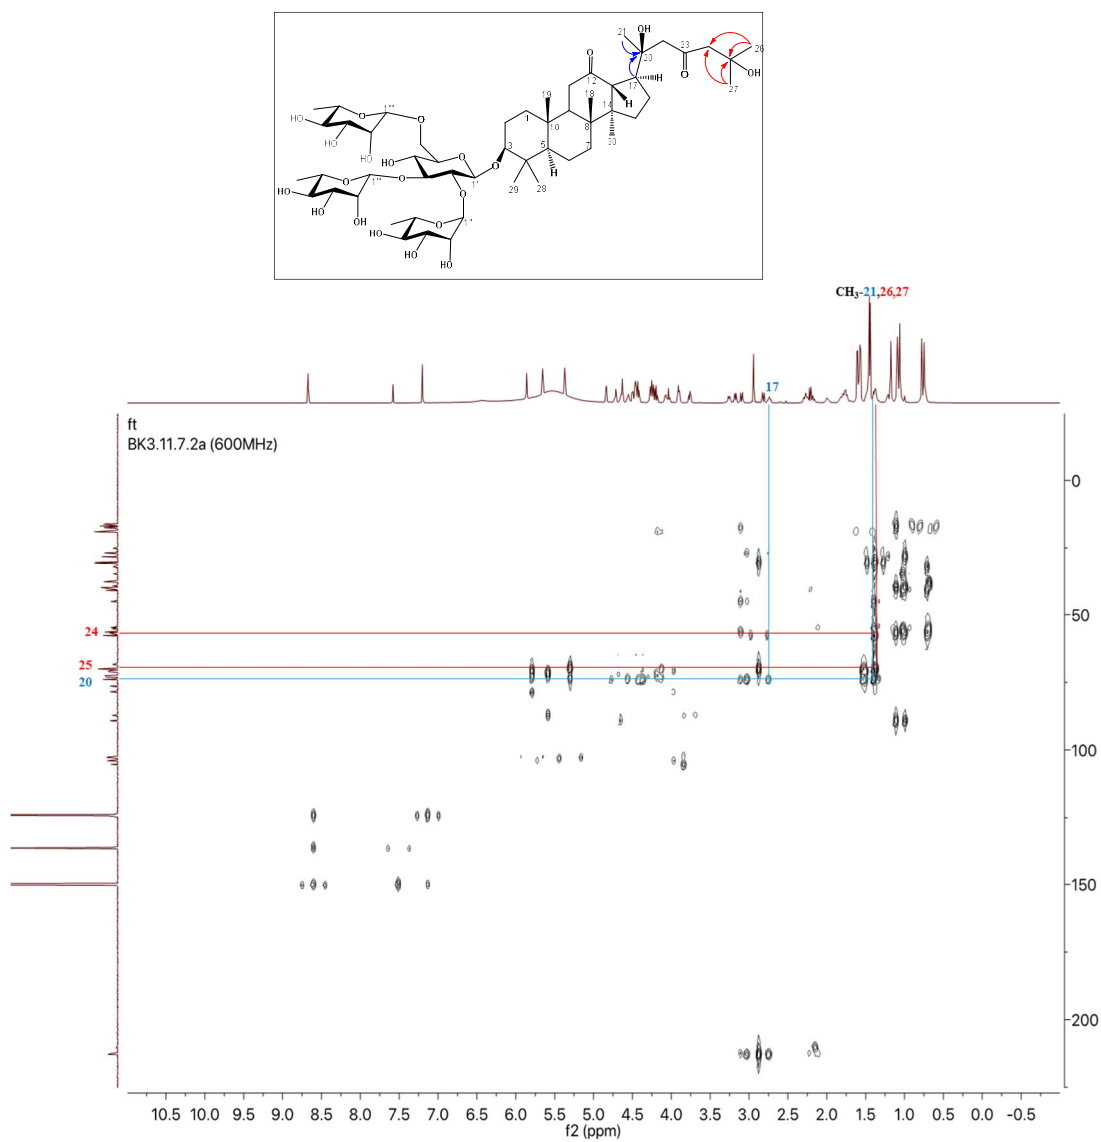 21
OH
20
23
O
26
OH
27
O
12
17
H
19
18
H
14
1
10
8
30
3
5
7
H
29
28
O
1'''
O
HO
HO
HO
HO
O
O
1'
O
O
1''
O
HO
HO
OH
O
O
1''
HO
HO
HO
CH₃-21,26,27
17
ft
BK3.11.7.2a (600MHz)
24
25
20
0
50
100
150
200
10.5 10.0 9.5 9.0 8.5 8.0 7.5 7.0 6.5 6.0 5.5 5.0 4.5 4.0 3.5 3.0 2.5 2.0 1.5 1.0 0.5 0.0 -0.5
f2 (ppm)